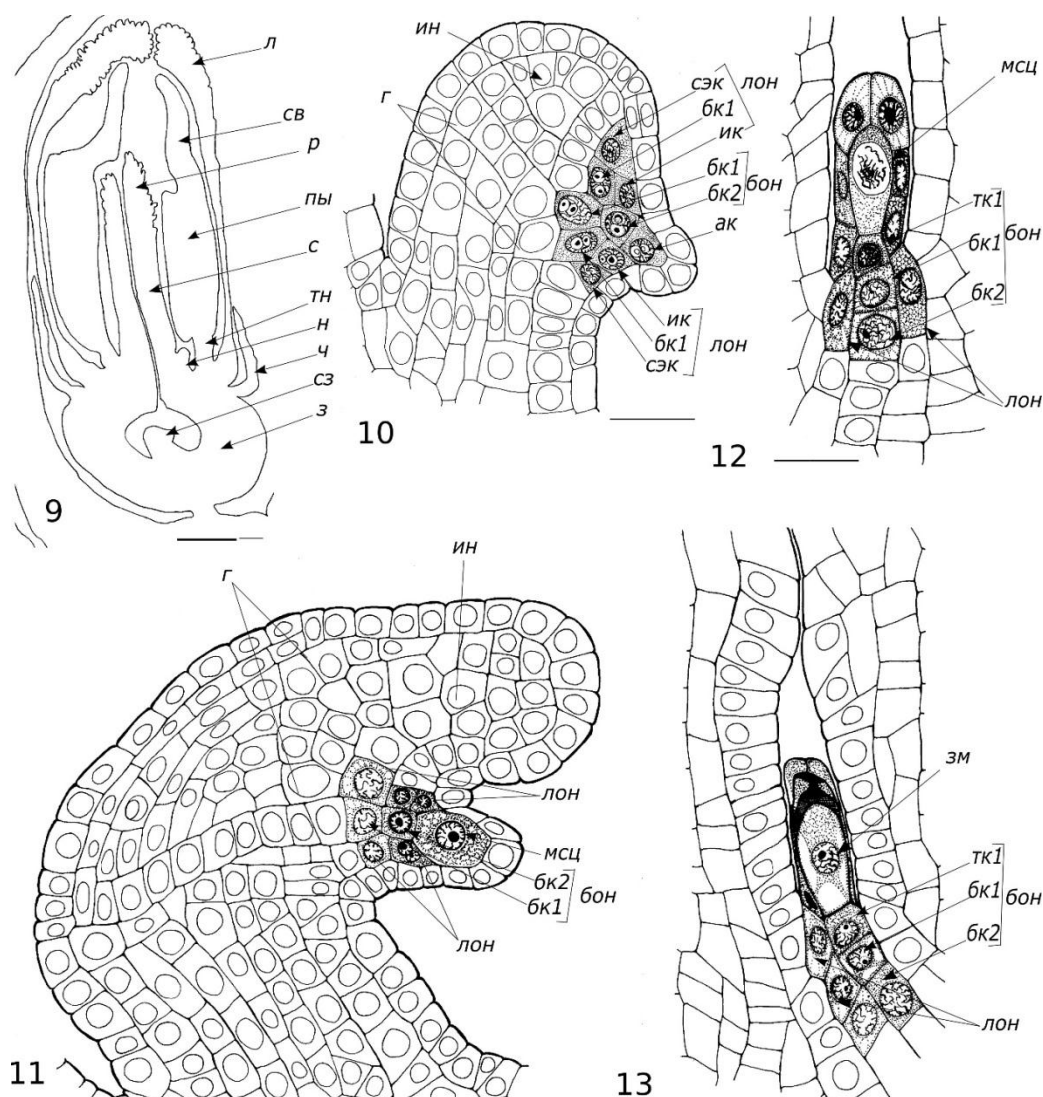 л
св
р
пы
с
тн
н
ч
сз
з
9
ин
г
сэк
бк1
лон
ик
бк1
бк2
бон
ак
ик
бк1
сэк
лон
10
мсц
тк1
бк1
бк2
бон
лон
12
г
ин
лон
мсц
бк2
бк1
бон
лон
11
зм
тк1
бк1
бк2
бон
лон
13